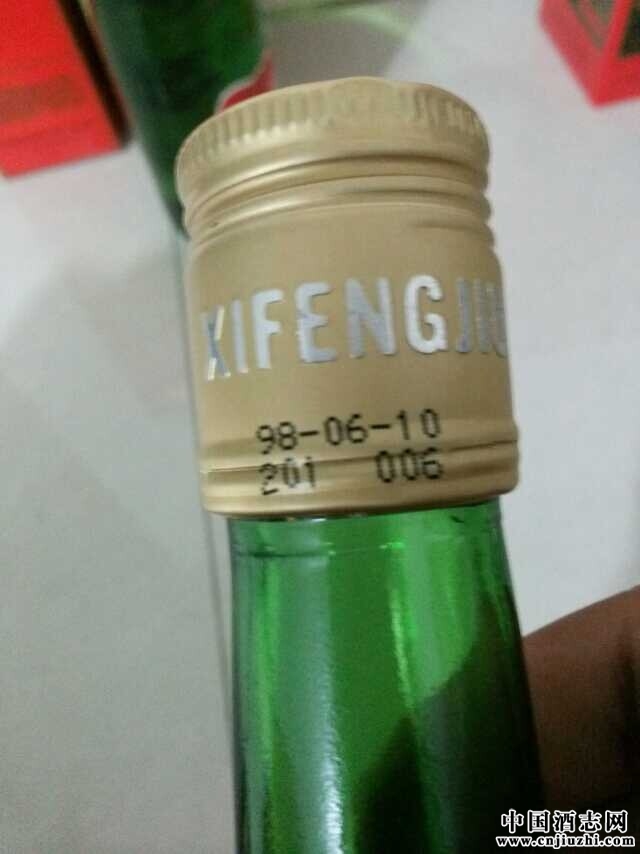 XIFENGJIU
98-06-10
201 006
中国酒志网
www.cnjiuzhi.com